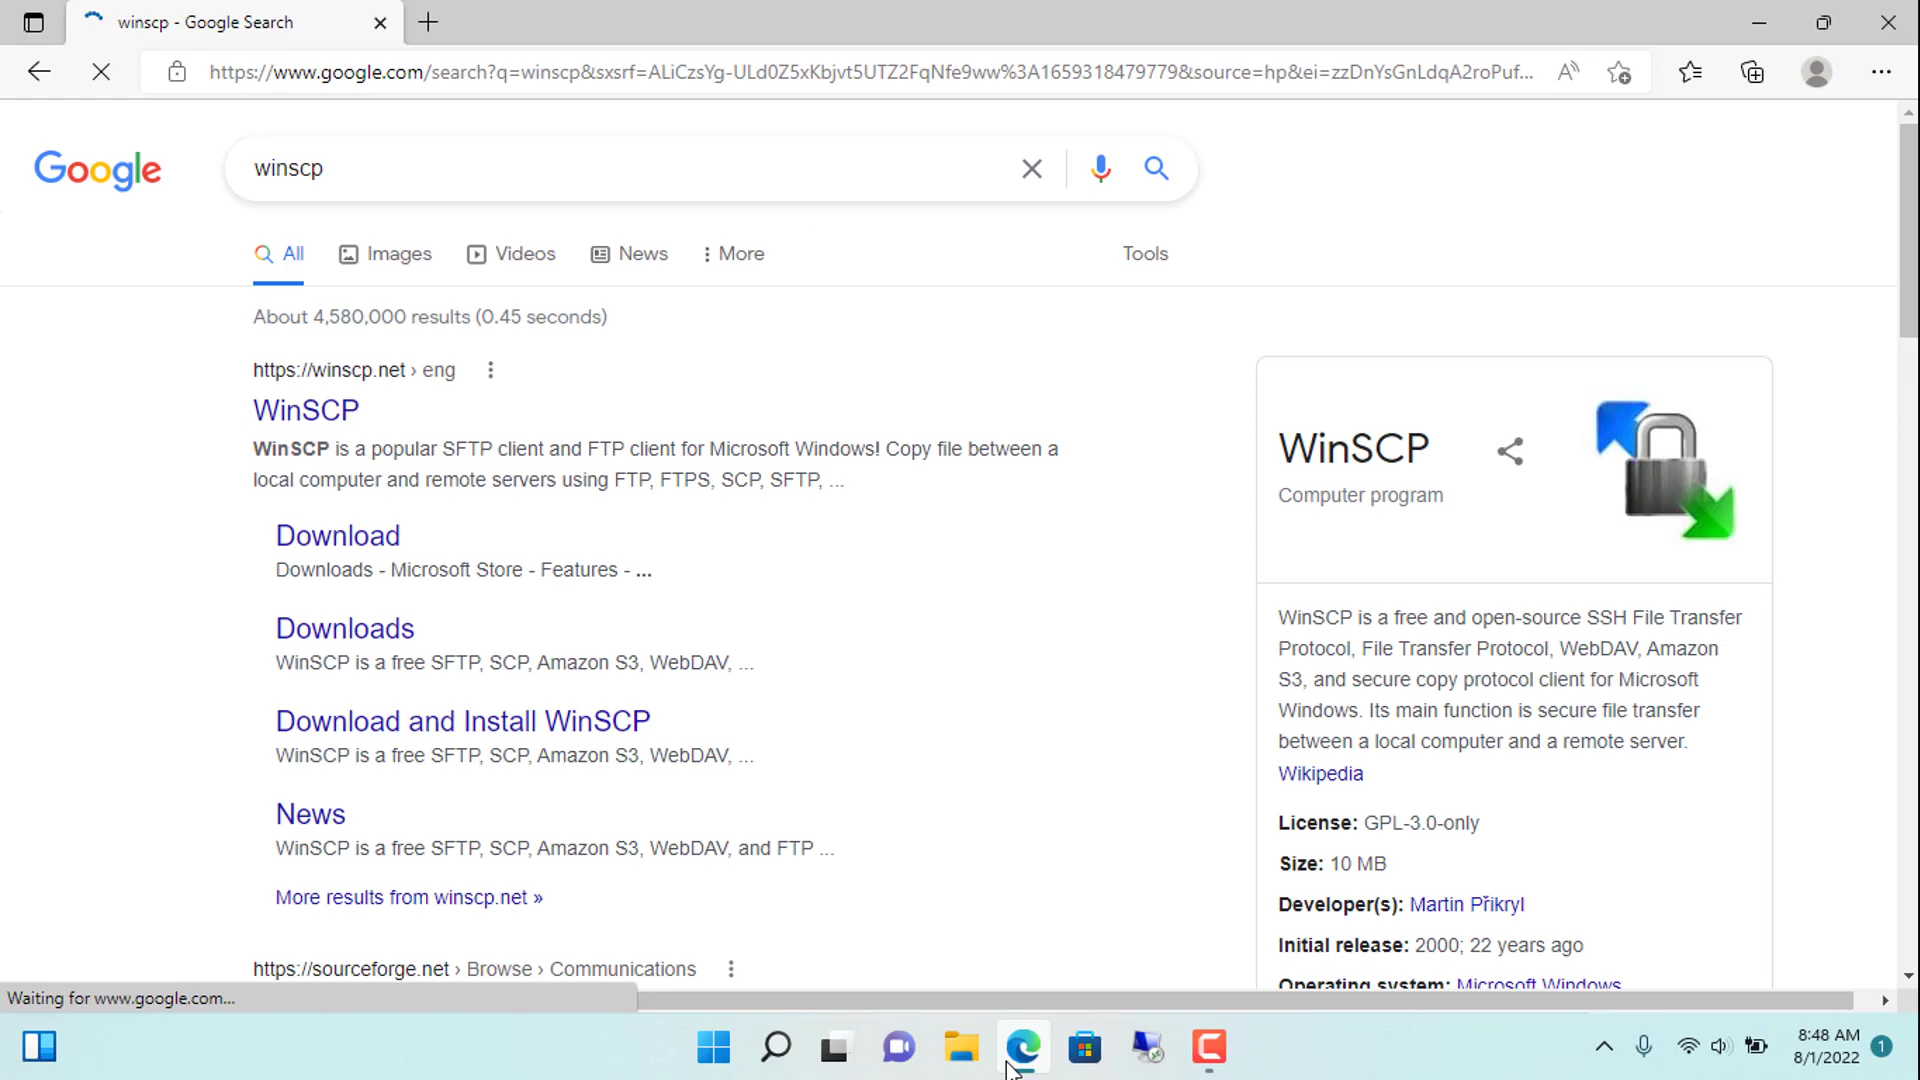 winscp - Google Search
https://www.google.com/search?q=winscp&sxsrf=ALiCzsYg-ULd0Z5xKbjvt5UTZ2FqNfe9ww%3A1659318479779&source=hp&ei=zzDnYsGnLdqA2roPuf...
Google
winscp
All
Images
Videos
News
More
Tools
About 4,580,000 results (0.45 seconds)
https://winscp.net › eng
WinSCP
WinSCP is a popular SFTP client and FTP client for Microsoft Windows! Copy file between a
local computer and remote servers using FTP, FTPS, SCP, SFTP, ...
Download
Downloads - Microsoft Store - Features - ...
Downloads
WinSCP is a free SFTP, SCP, Amazon S3, WebDAV, ...
Download and Install WinSCP
WinSCP is a free SFTP, SCP, Amazon S3, WebDAV, ...
News
WinSCP is a free SFTP, SCP, Amazon S3, WebDAV, and FTP ...
More results from winscp.net »
https://sourceforge.net › Browse › Communications
WinSCP
Computer program
WinSCP is a free and open-source SSH File Transfer
Protocol, File Transfer Protocol, WebDAV, Amazon
S3, and secure copy protocol client for Microsoft
Windows. Its main function is secure file transfer
between a local computer and a remote server.
Wikipedia
License: GPL-3.0-only
Size: 10 MB
Developer(s): Martin Přikryl
Initial release: 2000; 22 years ago
Operating system: Microsoft Windows
Waiting for www.google.com...
8:48 AM
8/1/2022
1